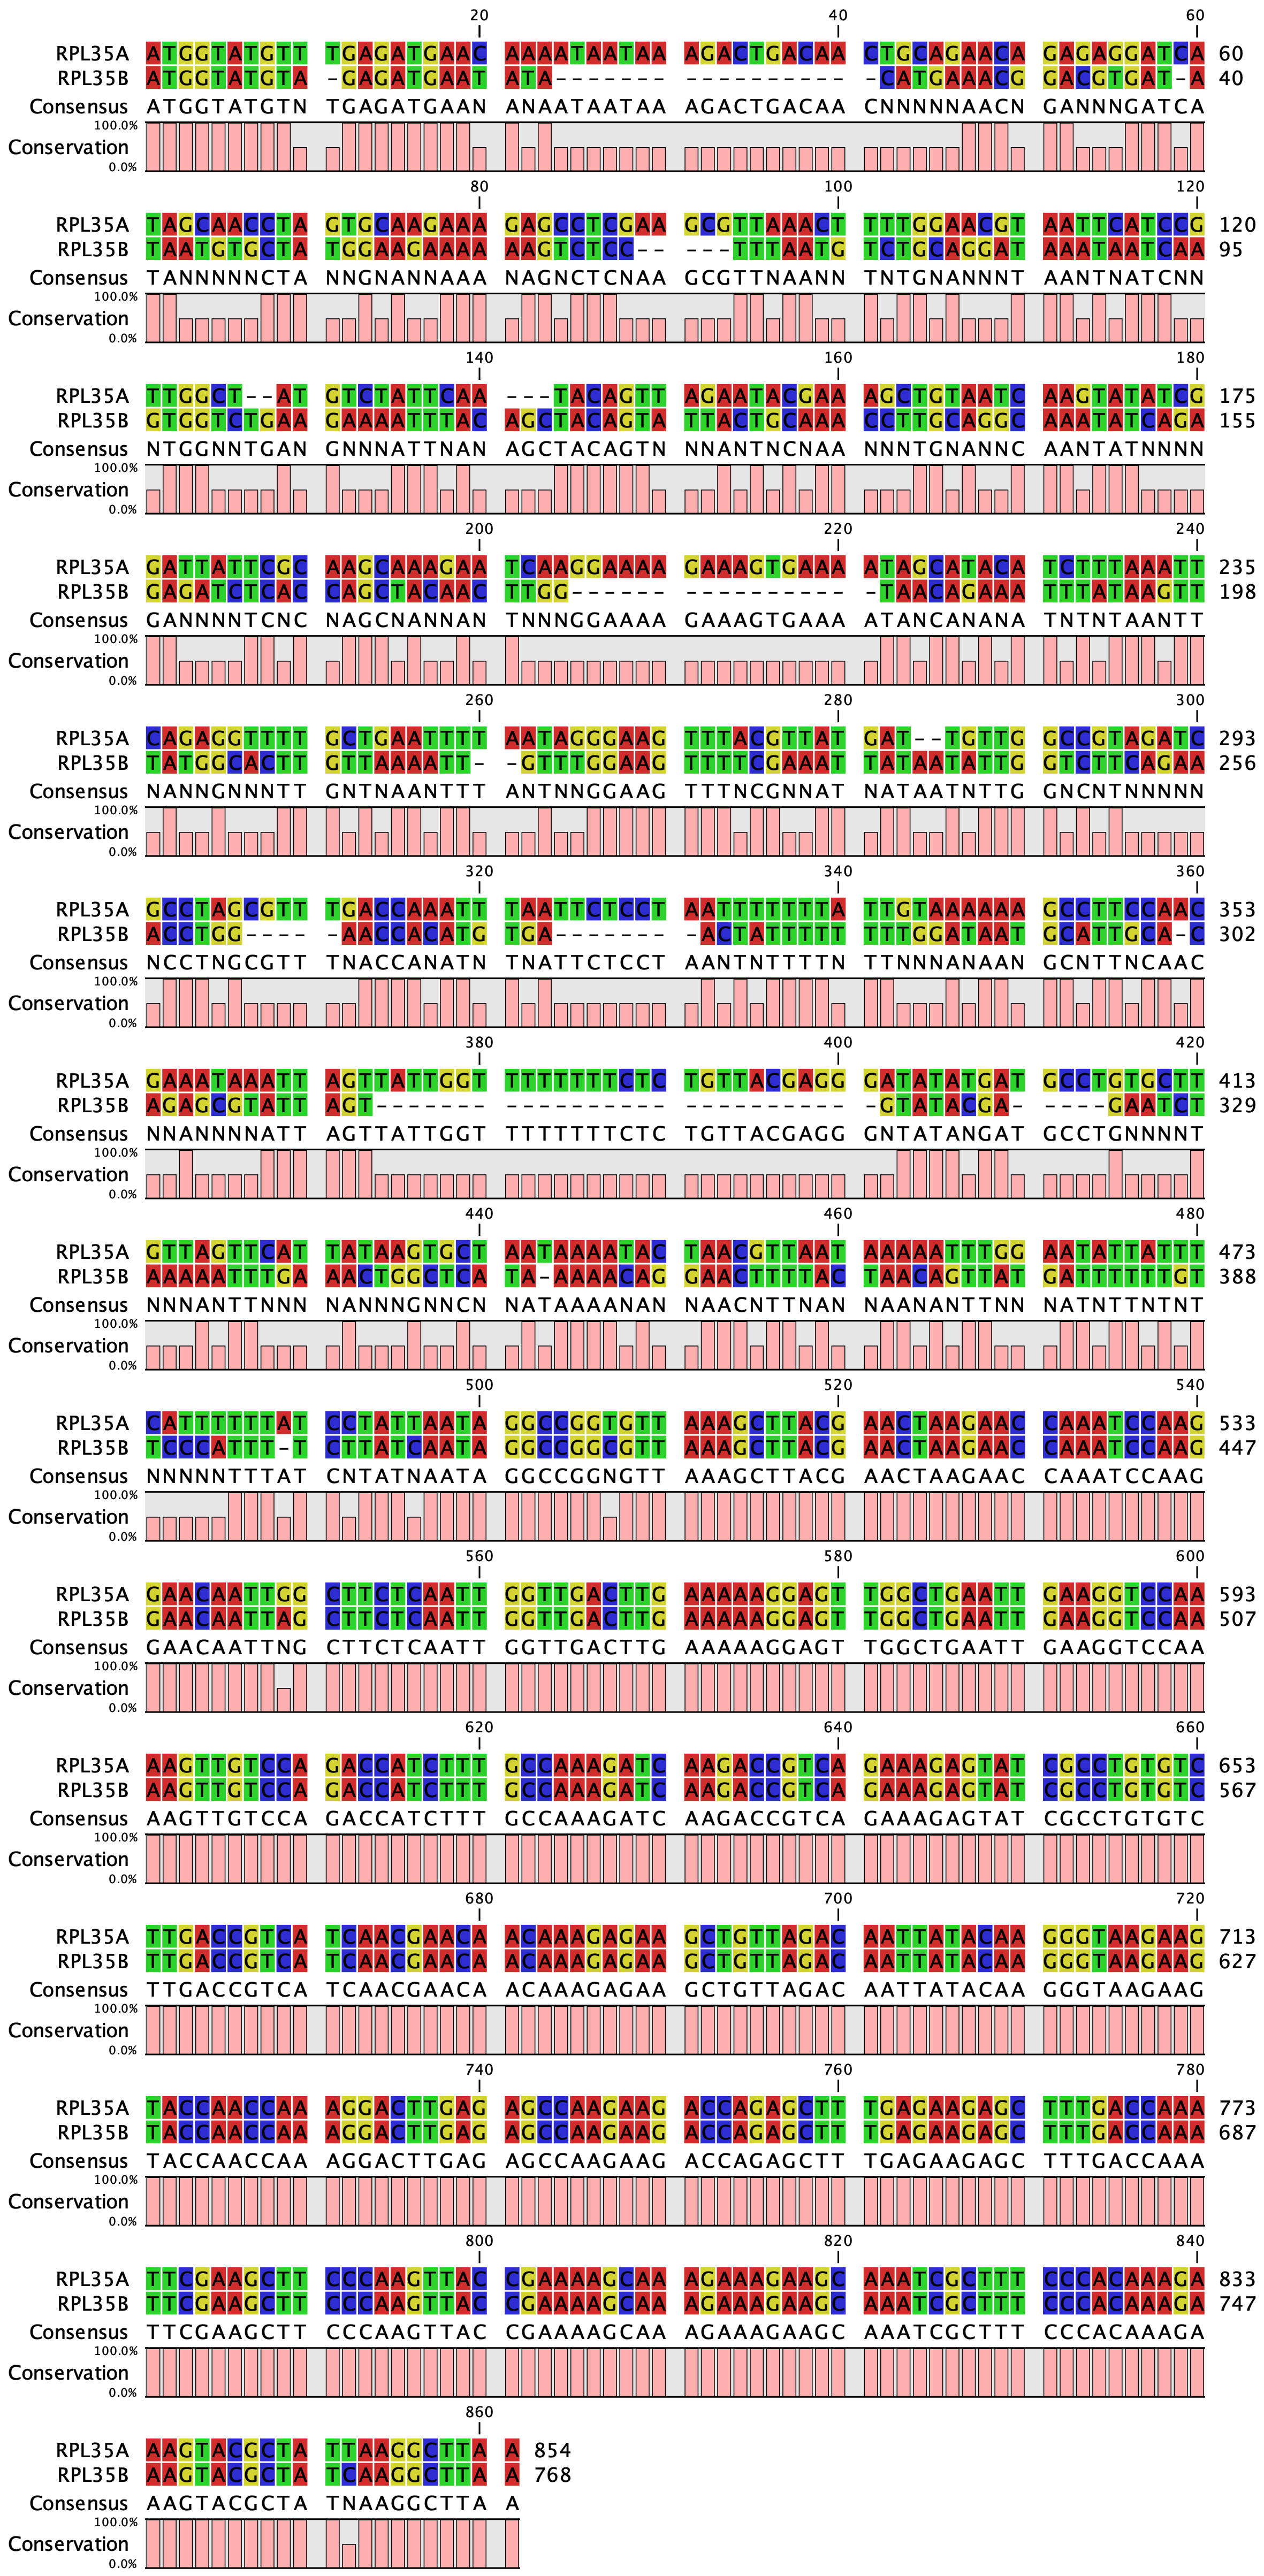 20 40 60
RPL35A ATGGTATGTT TGAGATGAAC AAAATAATAA AGACTGACAA CTGCAGAACA GAGAGGATCA 60
RPL35B ATGGTATGTA -GAGATGAAT ATA------- ---------- -CATGAAACG GACGTGAT-A 40
Consensus ATGGTATGTN TGAGATGAAN ANAATAATAA AGACTGACAA CNNNNNAACN GANNNGATCA
100.0%
Conservation
0.0%
80 100 120
RPL35A TAGCAACCTA GTGCAAGAAA GAGCCTCGAA GCGTTAAACT TTTGGAACGT AATTCATCCG 120
RPL35B TAATGTGCTA TGGAAGAAAA AAGTCTCC-- ---TTTAATG TCTGCAGGAT AAATAATCAA 95
Consensus TANNNNNCTA NNGNANNAAA NAGNCTCNAA GCGTTNAANN TNTGNANNNT AANTNATCNN
100.0%
Conservation
0.0%
140 160 180
RPL35A TTGGCT--AT GTCTATTCAA ---TACAGTT AGAATACGAA AGCTGTAATC AAGTATATCG 175
RPL35B GTGGTCTGAA GAAAATTTAC AGCTACAGTA TTACTGCAAA CCTTGCAGGC AAATATCAGA 155
Consensus NTGGNNTGAN GNNNATTNAN AGCTACAGTN NNANTNCNAA NNNTGNANNC AANTATNNNN
100.0%
Conservation
0.0%
200 220 240
RPL35A GATTATTCGC AAGCAAAGAA TCAAGGAAAA GAAAGTGAAA ATAGCATACA TCTTTAAATT 235
RPL35B GAGATCTCAC CAGCTACAAC TTGG------ ---------- -TAACAGAAA TTTATAAGTT 198
Consensus GANNNNTCNC NAGCNANNAN TNNNGGAAAA GAAAGTGAAA ATANCANANA TNTNTAANTT
100.0%
Conservation
0.0%
260 280 300
RPL35A CAGAGGTTTT GCTGAATTTT AATAGGGAAG TTTACGTTAT GAT--TGTTG GCCGTAGATC 293
RPL35B TATGGCACTT GTTAAAATT- -GTTTGGAAG TTTTCGAAAT TATAATATTG GTCTTCAGAA 256
Consensus NANNGNNNTT GNTNAANTTT ANTNNGGAAG TTTNCGNNAT NATAATNTTG GNCNTNNNNN
100.0%
Conservation
0.0%
320 340 360
RPL35A GCCTAGCGTT TGACCAAATT TAATTCTCCT AATTTTTTTA TTGTAAAAAA GCCTTCCAAC 353
RPL35B ACCTGG---- -AACCACATG TGA------- -ACTATTTTT TTTGGATAAT GCATTGCA-C 302
Consensus NCCTNGCGTT TNACCANATN TNATTCTCCT AANTNTTTTN TTNNNANAAN GCNTTNCAAC
100.0%
Conservation
0.0%
380 400 420
RPL35A GAAATAAATT AGTTATTGGT TTTTTTTCTC TGTTACGAGG GATATATGAT GCCTGTGCTT 413
RPL35B AGAGCGTATT AGT------- ---------- ---------- -GTATACGA- ----GAATCT 329
Consensus NNANNNNATT AGTTATTGGT TTTTTTTCTC TGTTACGAGG GNTATANGAT GCCTGNNNNT
100.0%
Conservation
0.0%
440 460 480
RPL35A GTTAGTTCAT TATAAGTGCT AATAAAATAC TAACGTTAAT AAAAATTTGG AATATTATTT 473
RPL35B AAAAATTTGA AACTGGCTCA TA-AAAACAG GAACTTTTAC TAACAGTTAT GATTTTTTGT 388
Consensus NNNANTTNNN NANNNGNNCN NATAAAANAN NAACNTTNAN NAANANTTNN NATNTTNTNT
100.0%
Conservation
0.0%
500 520 540
RPL35A CATTTTTTAT CCTATTAATA GGCCGGTGTT AAAGCTTACG AACTAAGAAC CAAATCCAAG 533
RPL35B TCCCATTT-T CTTATCAATA GGCCGGCGTT AAAGCTTACG AACTAAGAAC CAAATCCAAG 447
Consensus NNNNNTTTAT CNTATNAATA GGCCGGNGTT AAAGCTTACG AACTAAGAAC CAAATCCAAG
100.0%
Conservation
0.0%
560 580 600
RPL35A GAACAATTGG CTTCTCAATT GGTTGACTTG AAAAAGGAGT TGGCTGAATT GAAGGTCCAA 593
RPL35B GAACAATTAG CTTCTCAATT GGTTGACTTG AAAAAGGAGT TGGCTGAATT GAAGGTCCAA 507
Consensus GAACAATTNG CTTCTCAATT GGTTGACTTG AAAAAGGAGT TGGCTGAATT GAAGGTCCAA
100.0%
Conservation
0.0%
620 640 660
RPL35A AAGTTGTCCA GACCATCTTT GCCAAAGATC AAGACCGTCA GAAAGAGTAT CGCCTGTGTC 653
RPL35B AAGTTGTCCA GACCATCTTT GCCAAAGATC AAGACCGTCA GAAAGAGTAT CGCCTGTGTC 567
Consensus AAGTTGTCCA GACCATCTTT GCCAAAGATC AAGACCGTCA GAAAGAGTAT CGCCTGTGTC
100.0%
Conservation
0.0%
680 700 720
RPL35A TTGACCGTCA TCAACGAACA ACAAAGAGAA GCTGTTAGAC AATTATACAA GGGTAAGAAG 713
RPL35B TTGACCGTCA TCAACGAACA ACAAAGAGAA GCTGTTAGAC AATTATACAA GGGTAAGAAG 627
Consensus TTGACCGTCA TCAACGAACA ACAAAGAGAA GCTGTTAGAC AATTATACAA GGGTAAGAAG
100.0%
Conservation
0.0%
740 760 780
RPL35A TACCAACCAA AGGACTTGAG AGCCAAGAAG ACCAGAGCTT TGAGAAGAGC TTTGACCAAA 773
RPL35B TACCAACCAA AGGACTTGAG AGCCAAGAAG ACCAGAGCTT TGAGAAGAGC TTTGACCAAA 687
Consensus TACCAACCAA AGGACTTGAG AGCCAAGAAG ACCAGAGCTT TGAGAAGAGC TTTGACCAAA
100.0%
Conservation
0.0%
800 820 840
RPL35A TTCGAAGCTT CCCAAGTTAC CGAAAAGCAA AGAAAGAAGC AAATCGCTTT CCCACAAAGA 833
RPL35B TTCGAAGCTT CCCAAGTTAC CGAAAAGCAA AGAAAGAAGC AAATCGCTTT CCCACAAAGA 747
Consensus TTCGAAGCTT CCCAAGTTAC CGAAAAGCAA AGAAAGAAGC AAATCGCTTT CCCACAAAGA
100.0%
Conservation
0.0%
860
RPL35A AAGTACGCTA TTAAGGCTTA A 854
RPL35B AAGTACGCTA TCAAGGCTTA A 768
Consensus AAGTACGCTA TNAAGGCTTA A
100.0%
Conservation
0.0%